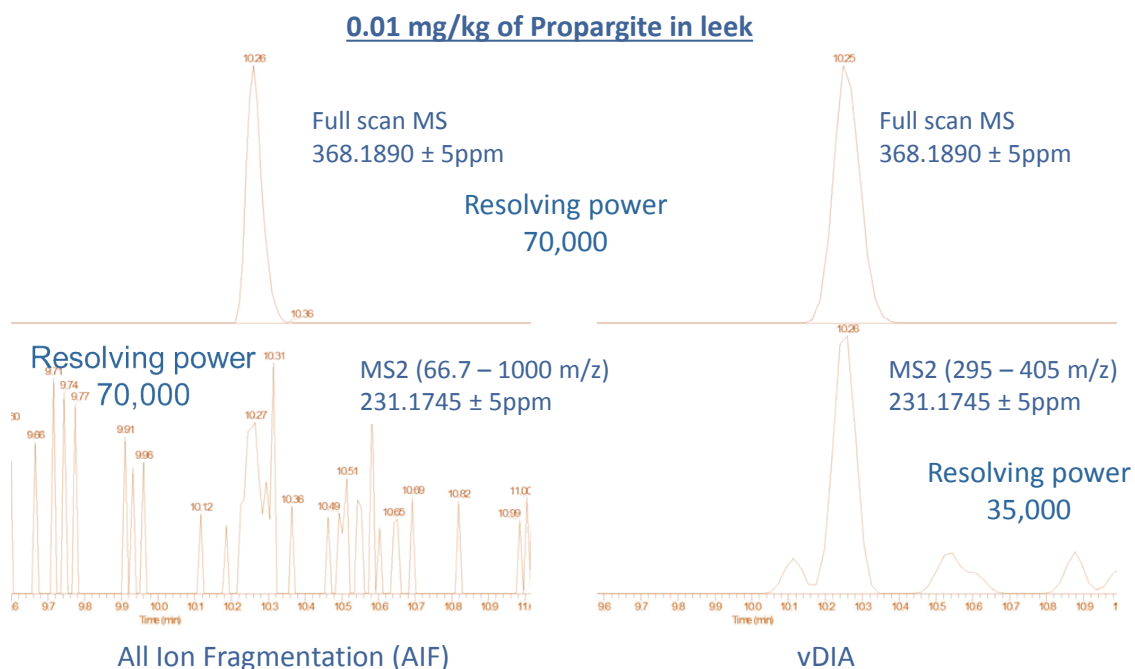 0.01 mg/kg of Propargite in leek
10.26
Full scan MS
368.1890 ± 5ppm
10.36
10.25
Full scan MS
368.1890 ± 5ppm
Resolving power
70,000
Resolving power
70,000
MS2 (66.7 – 1000 m/z)
231.1745 ± 5ppm
9.66
9.71
9.74
9.77
9.91
9.96
10.12
10.27
10.31
10.36
10.49
10.51
10.65
10.69
10.82
10.99
11.00
9.7 9.8 9.9 10.0 10.1 10.2 10.3 10.4 10.5 10.6 10.7 10.8 10.9
Time (min)
All Ion Fragmentation (AIF)
10.26
MS2 (295 – 405 m/z)
231.1745 ± 5ppm
Resolving power
35,000
9.6 9.7 9.8 9.9 10.0 10.1 10.2 10.3 10.4 10.5 10.6 10.7 10.8 10.9
Time (min)
vDIA